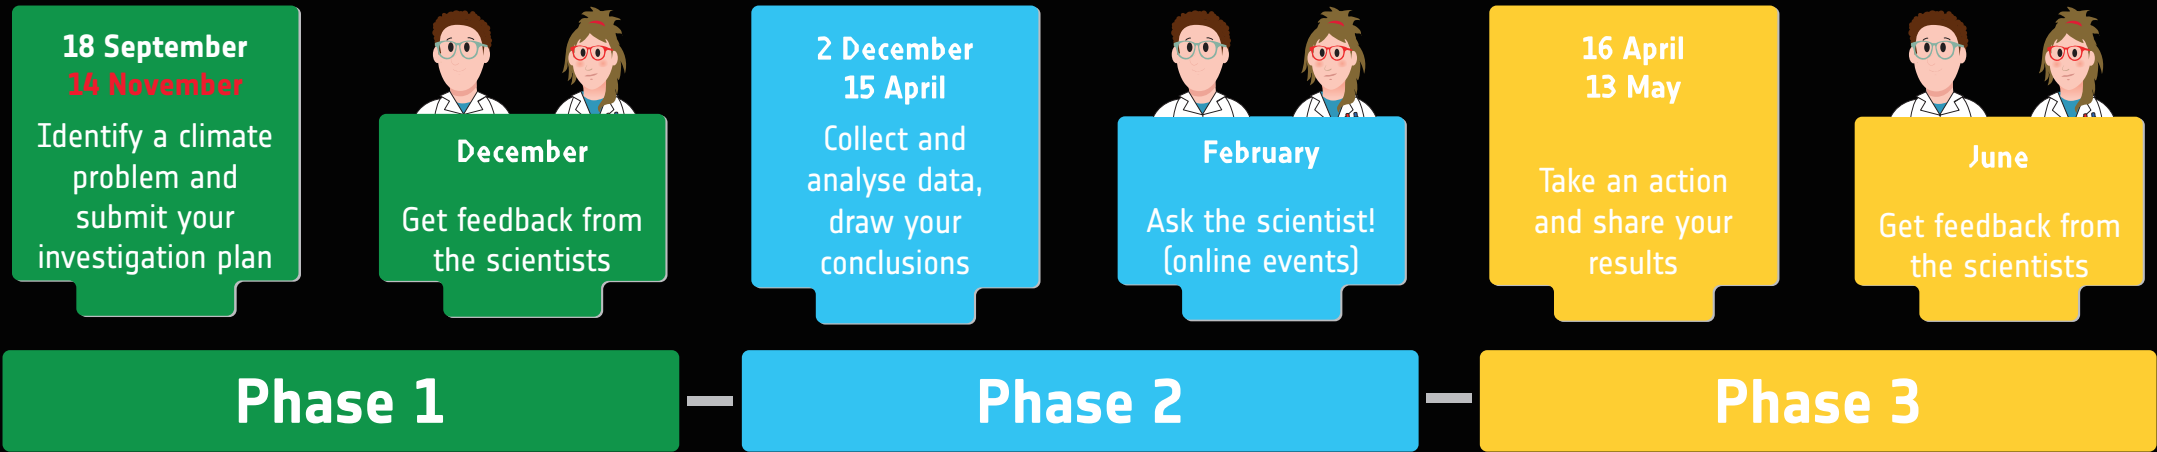 18 September
14 November
Identify a climate
problem and
submit your
investigation plan
December
Get feedback from
the scientists
2 December
15 April
Collect and
analyse data,
draw your
conclusions
February
Ask the scientist!
(online events)
16 April
13 May
Take an action
and share your
results
June
Get feedback from
the scientists
Phase 1
Phase 2
Phase 3